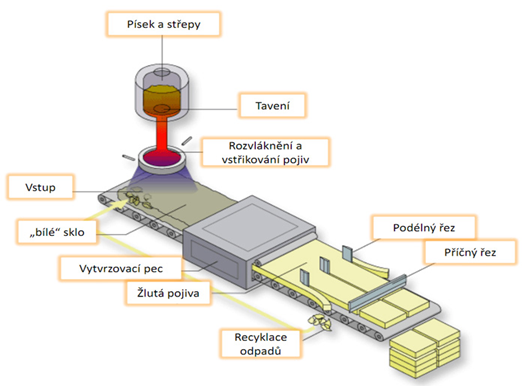 Písek a střepy
Tavení
Rozvláknění a
vstřikování pojiv
Vstup
„bílé“ sklo
Vytvrzovací pec
Žlutá pojiva
Podélný řez
Příčný řez
Recyklace
odpadů